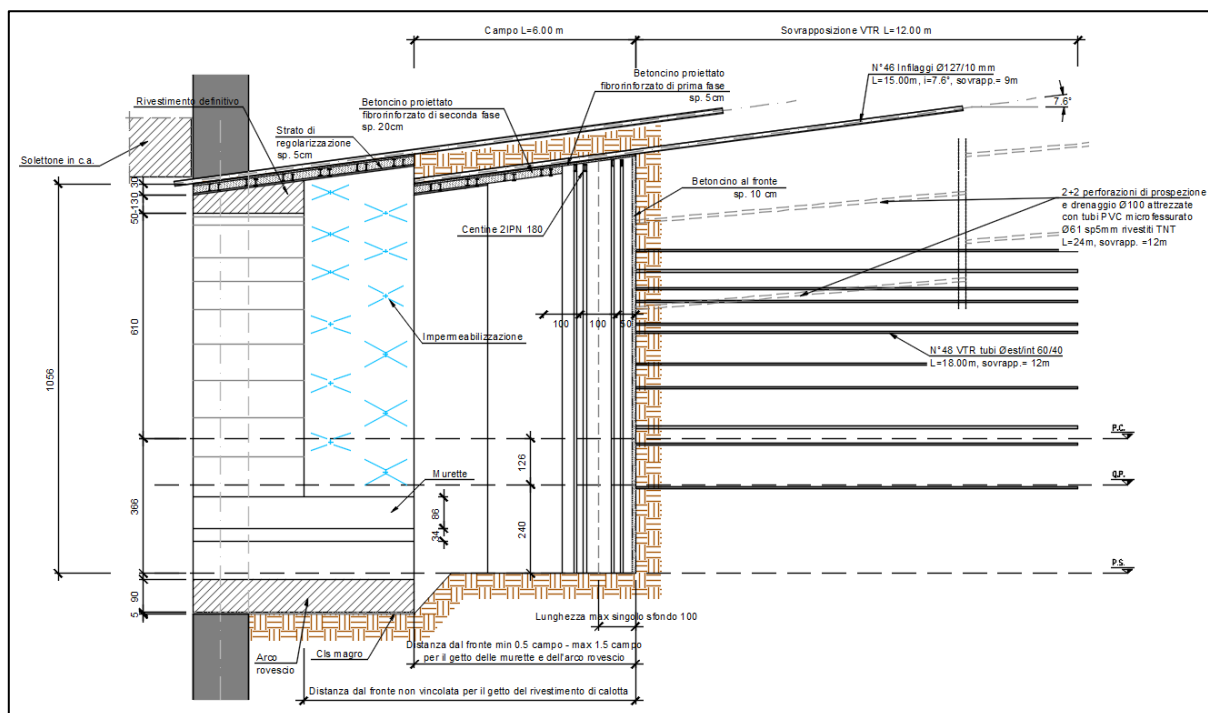 Campo L=6.00 m
Sovrapposizione VTR L=12.00 m
N°46 Infilaggi Ø127/10 mm
L=15.00m, i=7.6°, sovrapp.= 9m
7.6°
Betoncino proiettato
fibrorinforzato di prima fase
sp. 5cm
Betoncino proiettato
fibrorinforzato di seconda fase
sp. 20cm
Rivestimento definitivo
Strato di
regolarizzazione
sp. 5cm
Solettone in c.a.
Betoncino al fronte
sp. 10 cm
2+2 perforazioni di prospezione
e drenaggio Ø100 attrezzate
con tubi PVC microfessurato
Ø61 sp5mm rivestiti TNT
L=24m, sovrapp. =12m
Centine 2IPN 180
30
130
50
610
1056
366
90
5
100
100
50
Impermeabilizzazione
N°48 VTR tubi Øest/int 60/40
L=18.00m, sovrapp.= 12m
P.C.
126
Q.P.
Murette
86
34
240
P.S.
Lunghezza max singolo sfondo 100
Arco
rovescio
Cls magro
Distanza dal fronte min 0.5 campo - max 1.5 campo
per il getto delle murette e dell'arco rovescio
Distanza dal fronte non vincolata per il getto del rivestimento di calotta